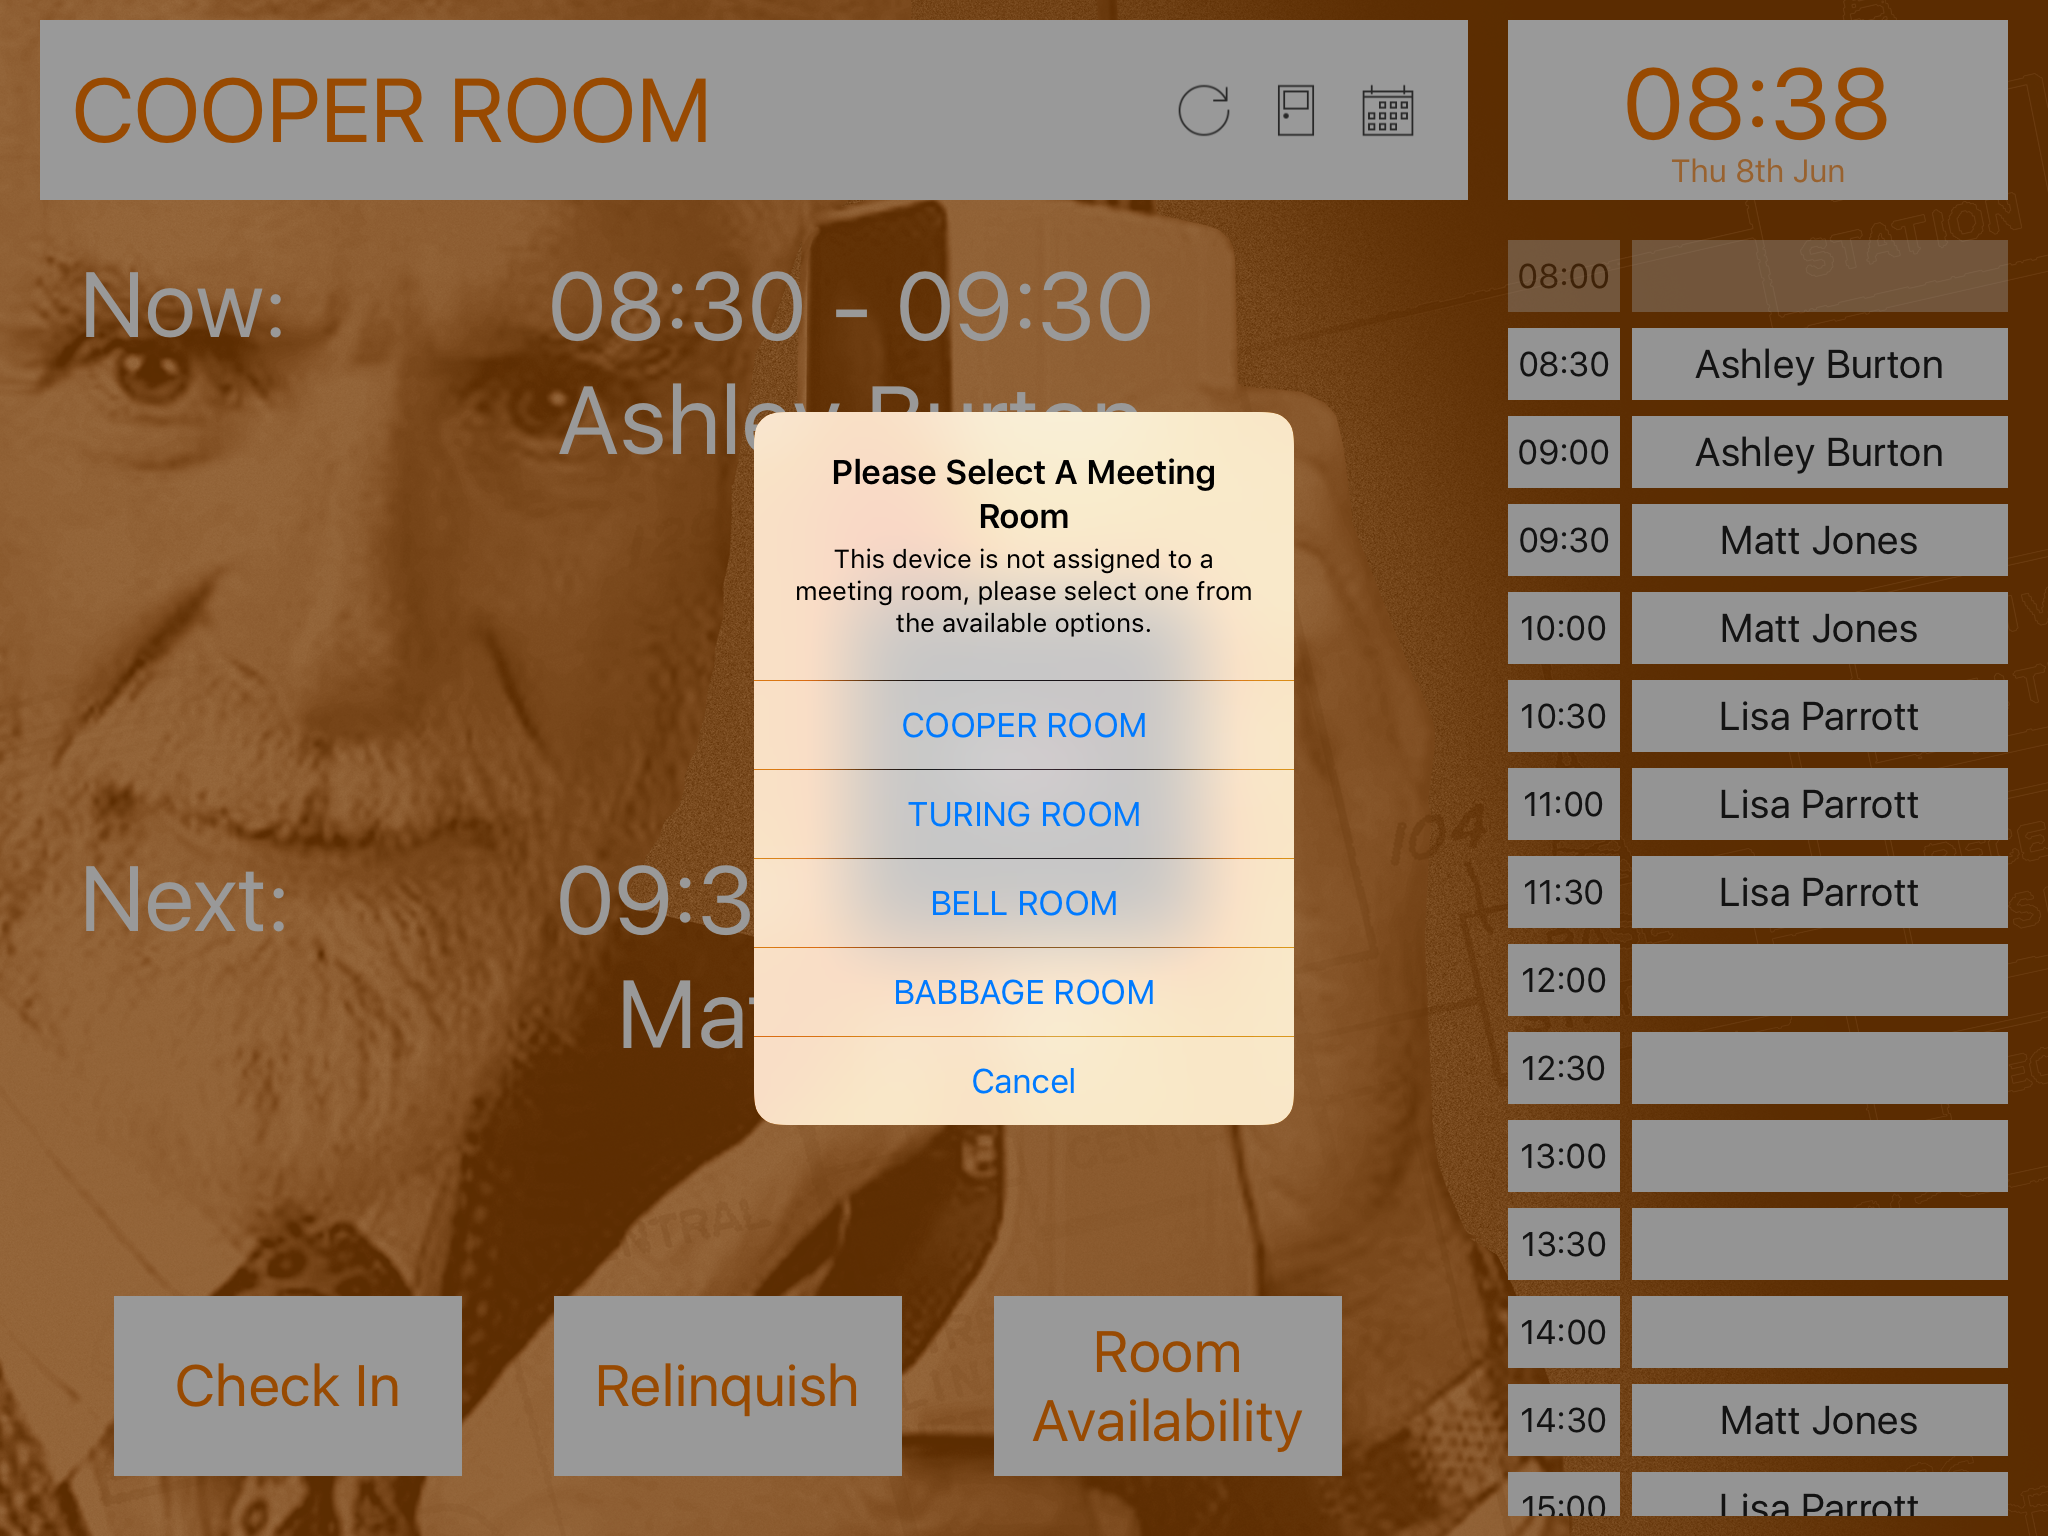 COOPER ROOM
08:38
Thu 8th Jun
Now:
08:30 - 09:30
Ashley Burton
Please Select A Meeting
Room
This device is not assigned to a
meeting room, please select one from
the available options.
COOPER ROOM
TURING ROOM
BELL ROOM
BABBAGE ROOM
Cancel
Next:
09:3
Mat
Check In
Relinquish
Room
Availability
08:00
08:30 Ashley Burton
09:00 Ashley Burton
09:30 Matt Jones
10:00 Matt Jones
10:30 Lisa Parrott
11:00 Lisa Parrott
11:30 Lisa Parrott
12:00
12:30
13:00
13:30
14:00
14:30 Matt Jones
15:00 Lisa Parrott
STATION
104